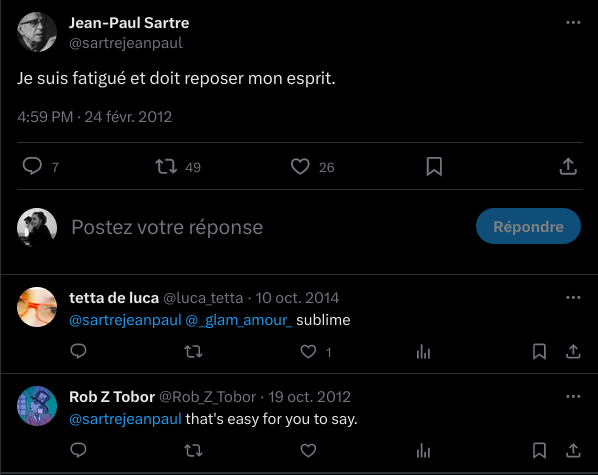 Jean-Paul Sartre
@sartrejeanpaul
Je suis fatigué et doit reposer mon esprit.
4:59 PM · 24 févr. 2012
7 49 26
Postez votre réponse
Répondre
tetta de luca @luca_tetta · 10 oct. 2014
@sartrejeanpaul @_glam_amour_ sublime
1
Rob Z Tobor @Rob_Z_Tobor · 19 oct. 2012
@sartrejeanpaul that's easy for you to say.